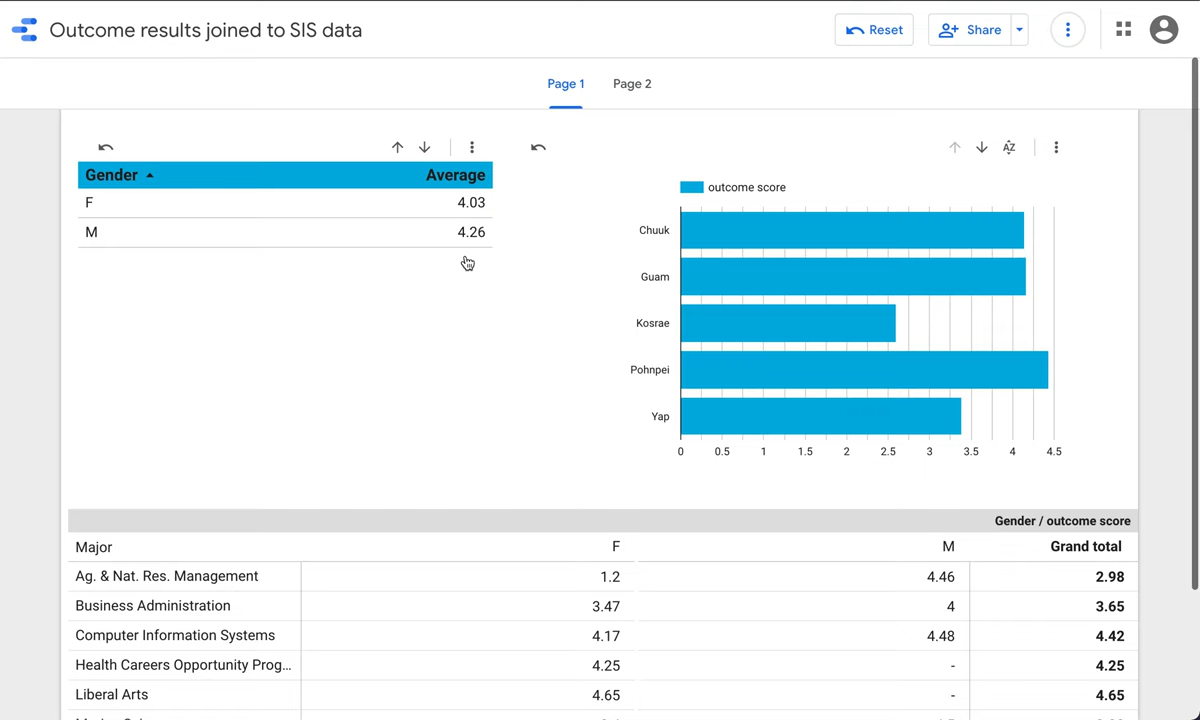 Outcome results joined to SIS data
Reset
Share
Page 1
Page 2
Gender Average
F 4.03
M 4.26
AZ
outcome score
Chuuk
Guam
Kosrae
Pohnpei
Yap
0 0.5 1 1.5 2 2.5 3 3.5 4 4.5
Gender / outcome score
Major F M Grand total
Ag. & Nat. Res. Management 1.2 4.46 2.98
Business Administration 3.47 4 3.65
Computer Information Systems 4.17 4.48 4.42
Health Careers Opportunity Prog... 4.25 - 4.25
Liberal Arts 4.65 - 4.65